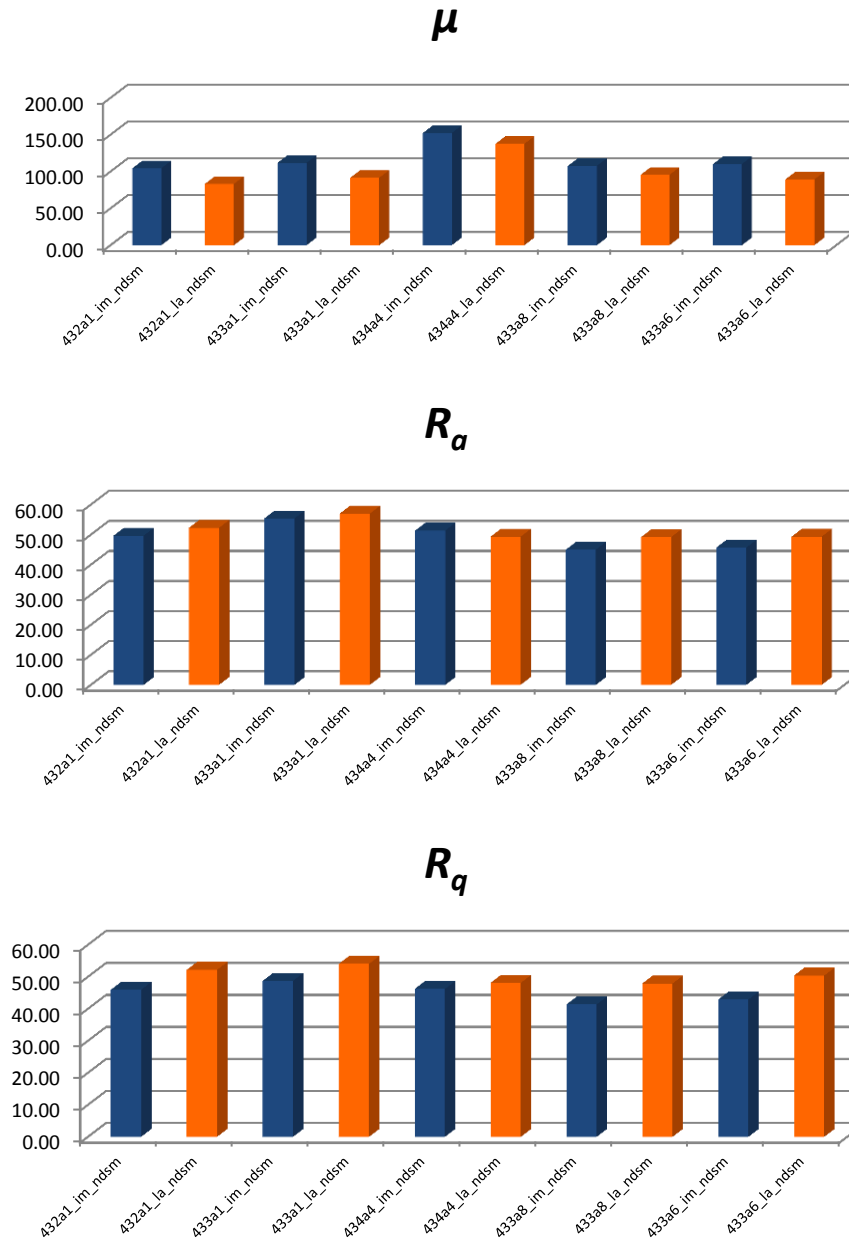 μ
200.00
150.00
100.00
50.00
0.00
432a1_im_ndsm
432a1_la_ndsm
433a1_im_ndsm
433a1_la_ndsm
434a4_im_ndsm
434a4_la_ndsm
433a8_im_ndsm
433a8_la_ndsm
433a6_im_ndsm
433a6_la_ndsm
Ra
60.00
50.00
40.00
30.00
20.00
10.00
0.00
432a1_im_ndsm
432a1_la_ndsm
433a1_im_ndsm
433a1_la_ndsm
434a4_im_ndsm
434a4_la_ndsm
433a8_im_ndsm
433a8_la_ndsm
433a6_im_ndsm
433a6_la_ndsm
Rq
60.00
50.00
40.00
30.00
20.00
10.00
0.00
432a1_im_ndsm
432a1_la_ndsm
433a1_im_ndsm
433a1_la_ndsm
434a4_im_ndsm
434a4_la_ndsm
433a8_im_ndsm
433a8_la_ndsm
433a6_im_ndsm
433a6_la_ndsm